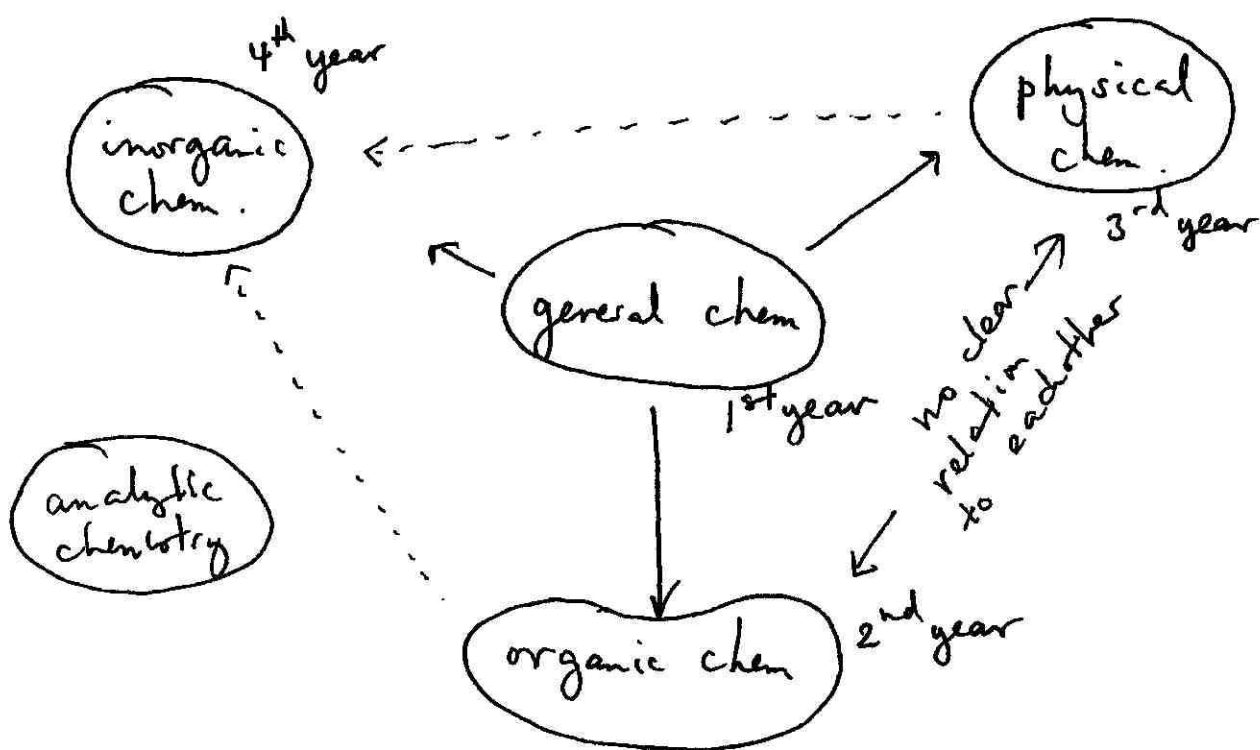 4th year
inorganic
chem.
physical
chem.
3rd year
general chem
1st year
no clear
relation
to eachother
analytic
chemistry
organic chem
2nd year